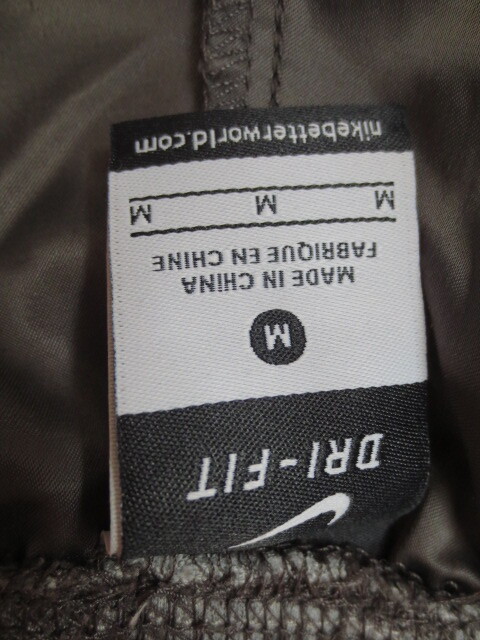 DRI-FIT
M
MADE IN CHINA
FABRIQUE EN CHINE
M M M
nikebetterworld.com